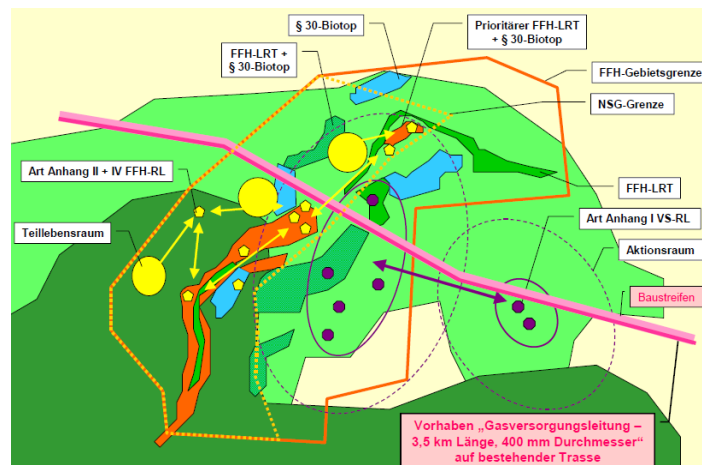 § 30-Biotop
Prioritärer FFH-LRT
+ § 30-Biotop
FFH-LRT +
§ 30-Biotop
FFH-Gebietsgrenze
NSG-Grenze
Art Anhang II + IV FFH-RL
FFH-LRT
Art Anhang I VS-RL
Teillebensraum
Aktionsraum
Baustreifen
Vorhaben „Gasversorgungsleitung –
3,5 km Länge, 400 mm Durchmesser“
auf bestehender Trasse